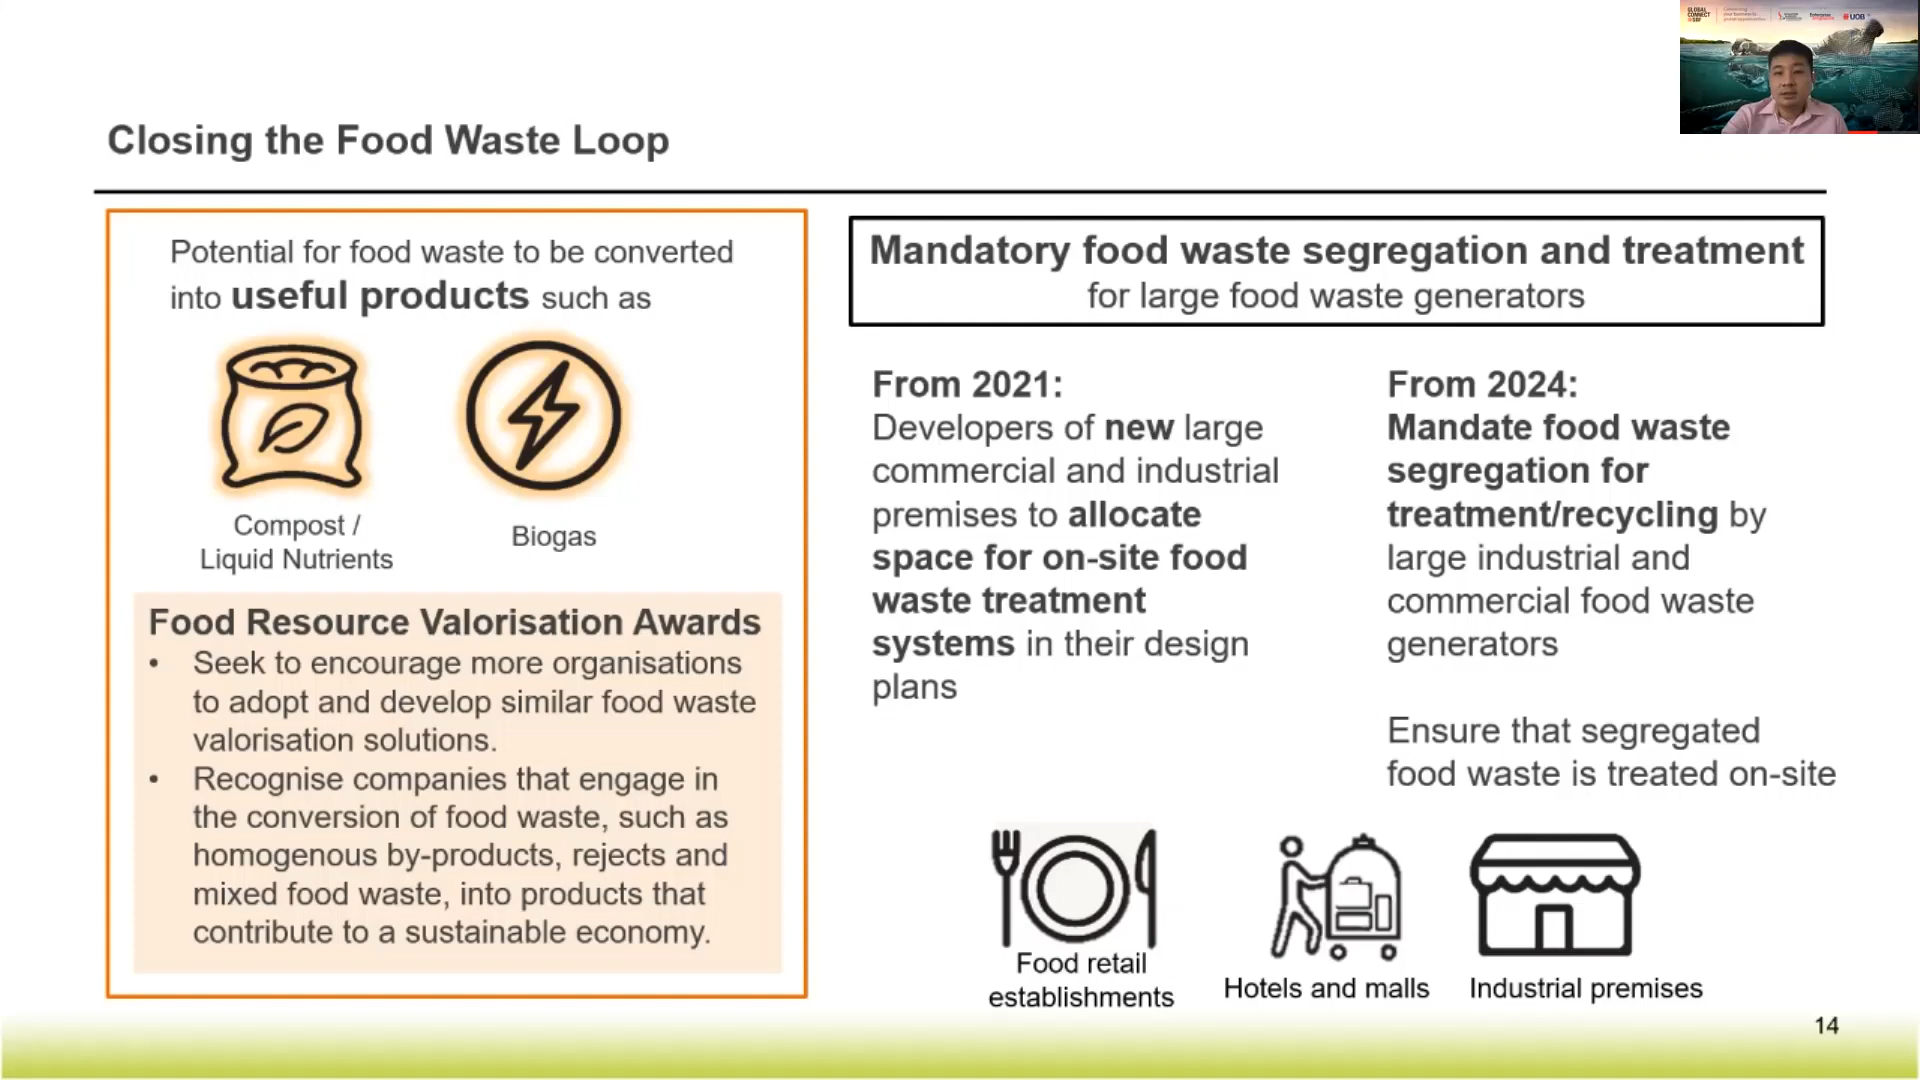 GLOBAL
CONNECT
UOB
Closing the Food Waste Loop
Potential for food waste to be converted
into useful products such as
Compost /
Liquid Nutrients
Biogas
Food Resource Valorisation Awards
• Seek to encourage more organisations
to adopt and develop similar food waste
valorisation solutions.
• Recognise companies that engage in
the conversion of food waste, such as
homogenous by-products, rejects and
mixed food waste, into products that
contribute to a sustainable economy.
Mandatory food waste segregation and treatment
for large food waste generators
From 2021:
Developers of new large
commercial and industrial
premises to allocate
space for on-site food
waste treatment
systems in their design
plans
From 2024:
Mandate food waste
segregation for
treatment/recycling by
large industrial and
commercial food waste
generators
Ensure that segregated
food waste is treated on-site
Food retail
establishments
Hotels and malls
Industrial premises
14